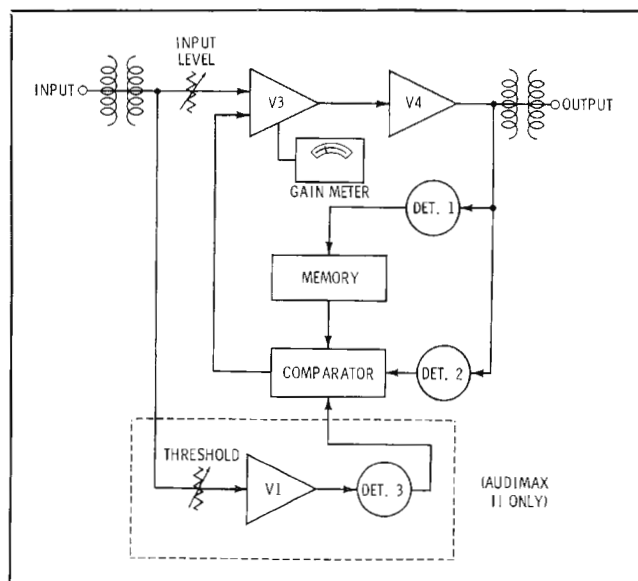 INPUT
LEVEL
INPUT
V3
V4
OUTPUT
GAIN METER
DET. 1
MEMORY
COMPARATOR
DET. 2
THRESHOLD
V1
DET. 3
(AUDIMAX
II ONLY)